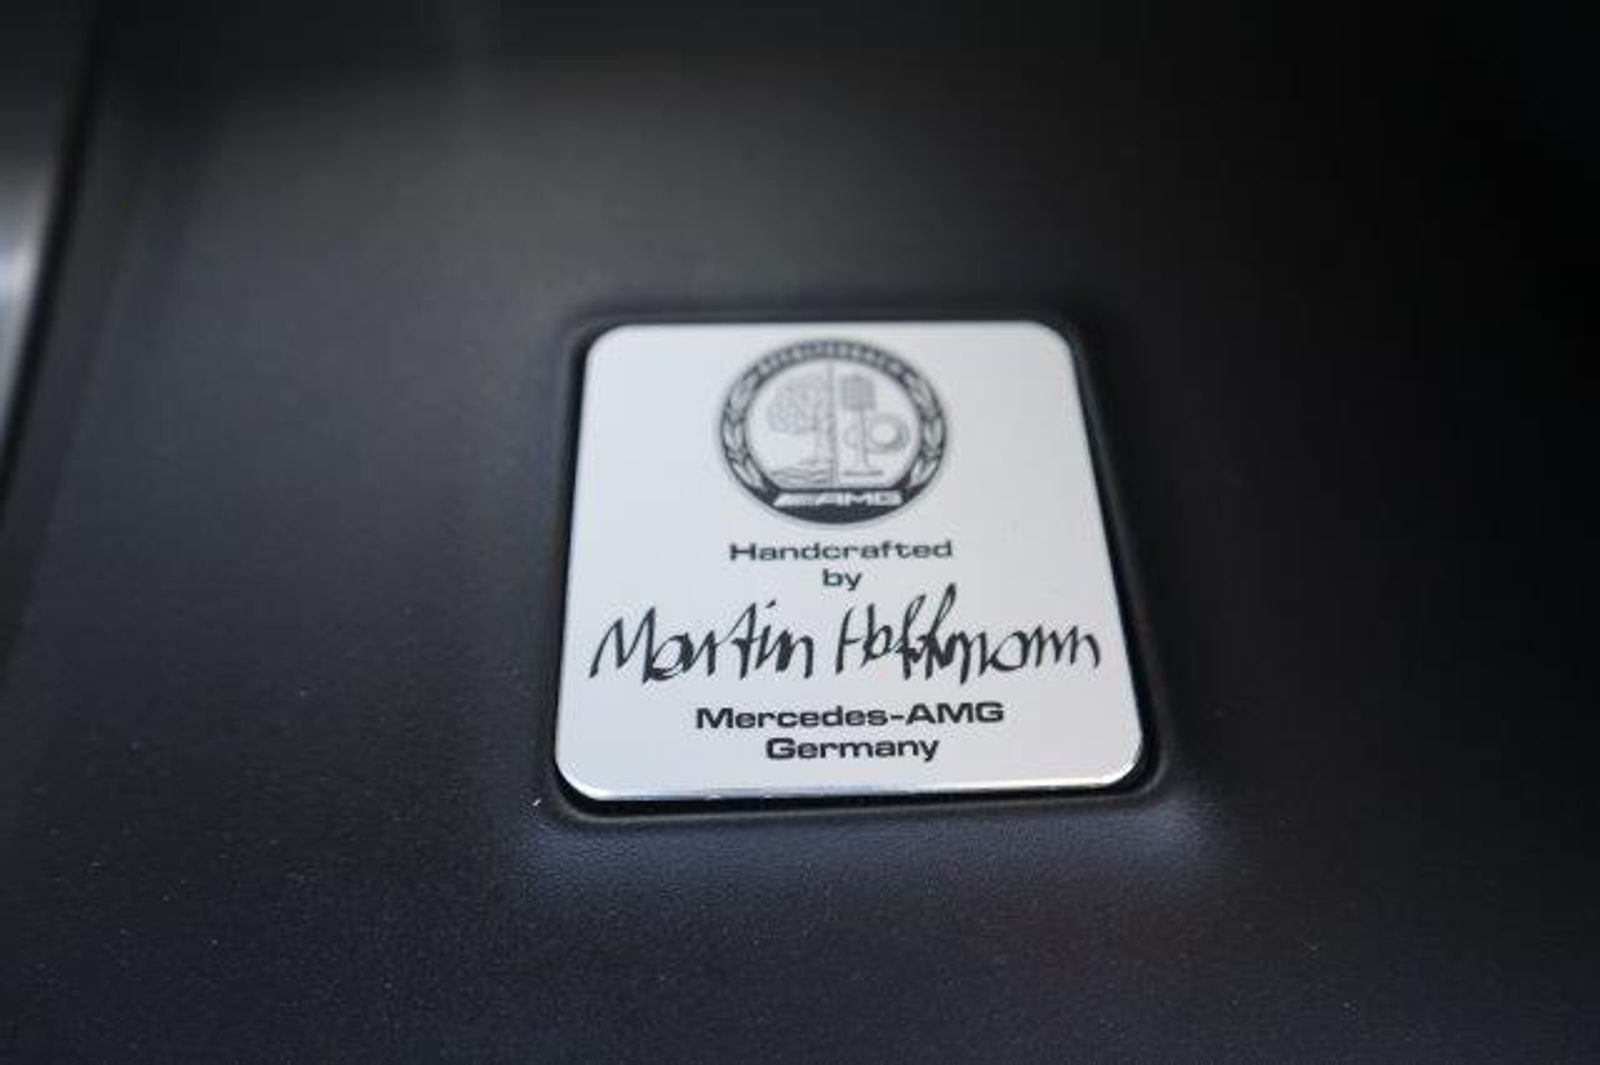 AMG
Handcrafted
by
Martin Hoffmann
Mercedes-AMG
Germany